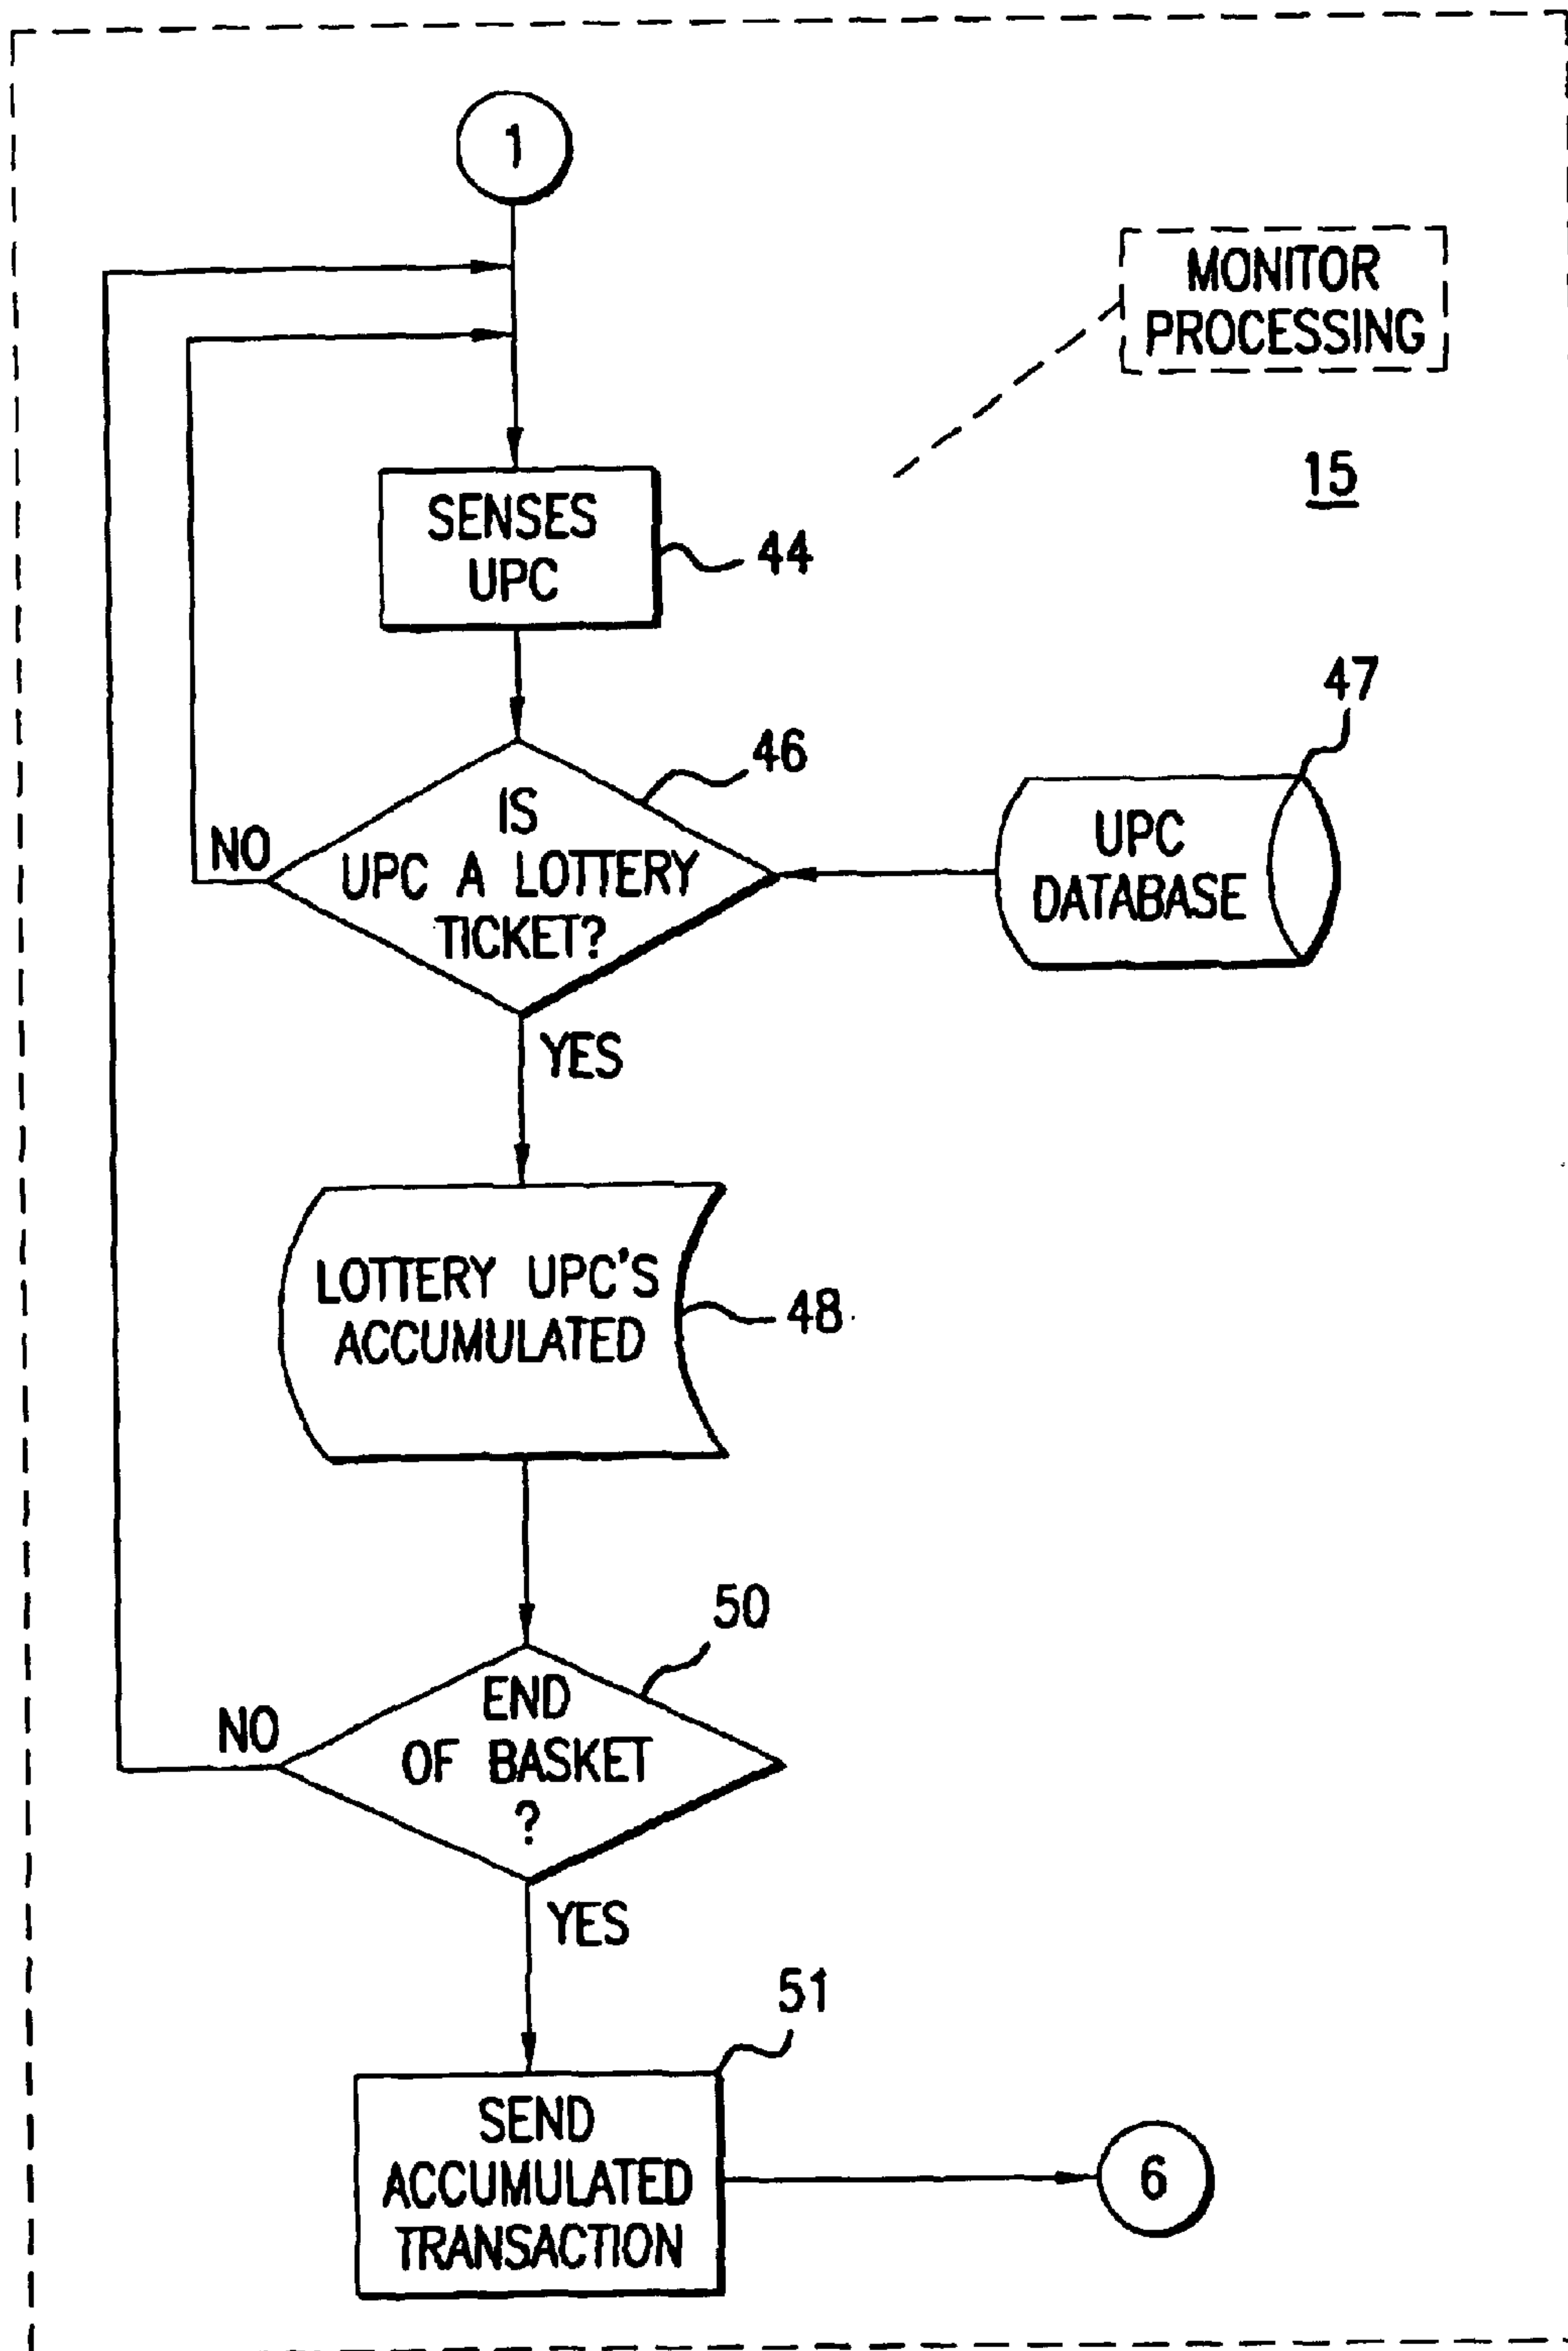 1
MONITOR
PROCESSING
15
SENSES
UPC
44
47
46
IS
UPC A LOTTERY
TICKET?
NO
UPC
DATABASE
YES
LOTTERY UPC'S
ACCUMULATED
48
50
END
OF BASKET
?
NO
YES
51
SEND
ACCUMULATED
TRANSACTION
6